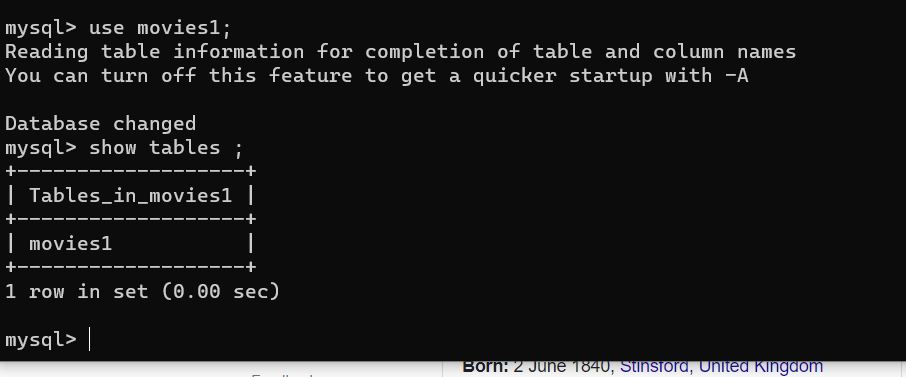 mysql> use movies1;
Reading table information for completion of table and column names
You can turn off this feature to get a quicker startup with -A
Database changed
mysql> show tables ;
+-------------------+
| Tables_in_movies1 |
+-------------------+
| movies1           |
+-------------------+
1 row in set (0.00 sec)
mysql>
Born: 2 June 1840, Stinsford, United Kingdom